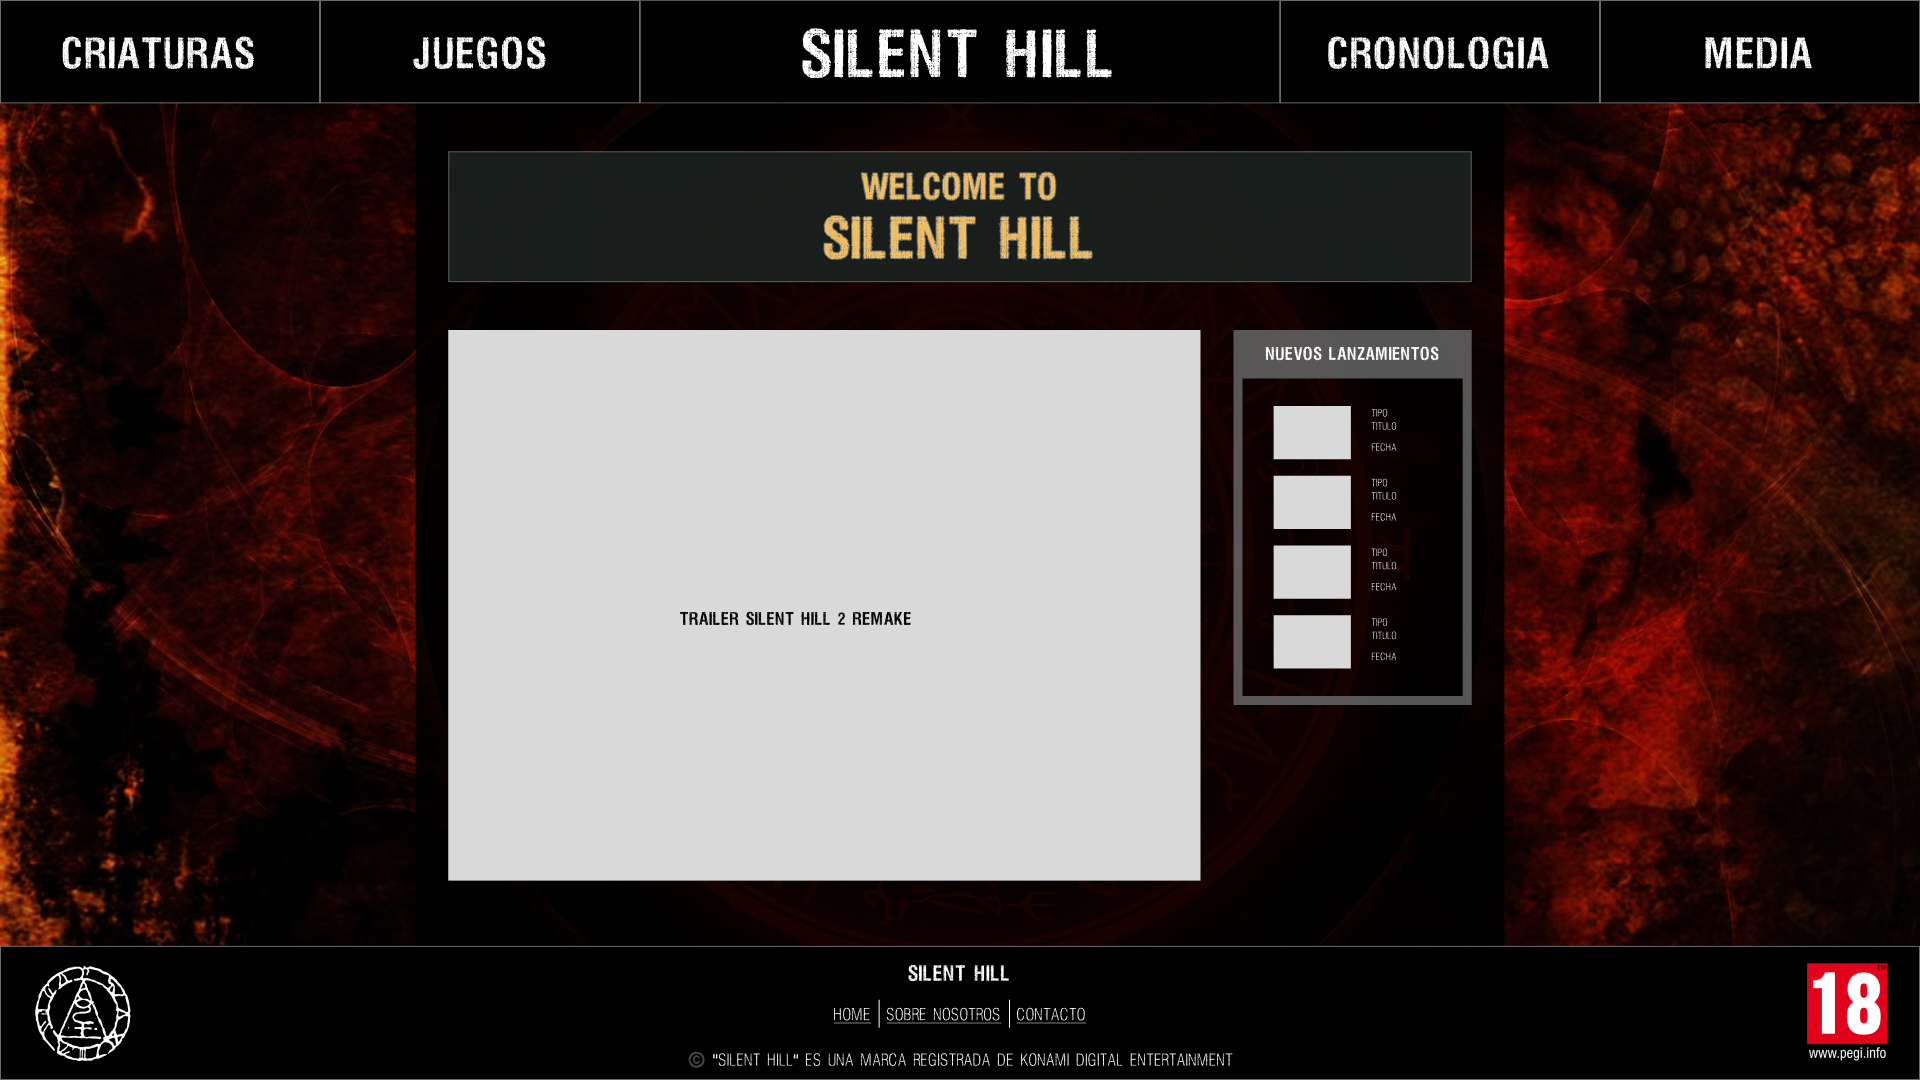 CRIATURAS
JUEGOS
SILENT HILL
CRONOLOGIA
MEDIA
WELCOME TO
SILENT HILL
TRAILER SILENT HILL 2 REMAKE
NUEVOS LANZAMIENTOS
TIPO
TITULO
FECHA
TIPO
TITULO
FECHA
TIPO
TITULO
FECHA
TIPO
TITULO
FECHA
SILENT HILL
HOME
SOBRE NOSOTROS
CONTACTO
© "SILENT HILL" ES UNA MARCA REGISTRADA DE KONAMI DIGITAL ENTERTAINMENT
18
TM
www.pegi.info